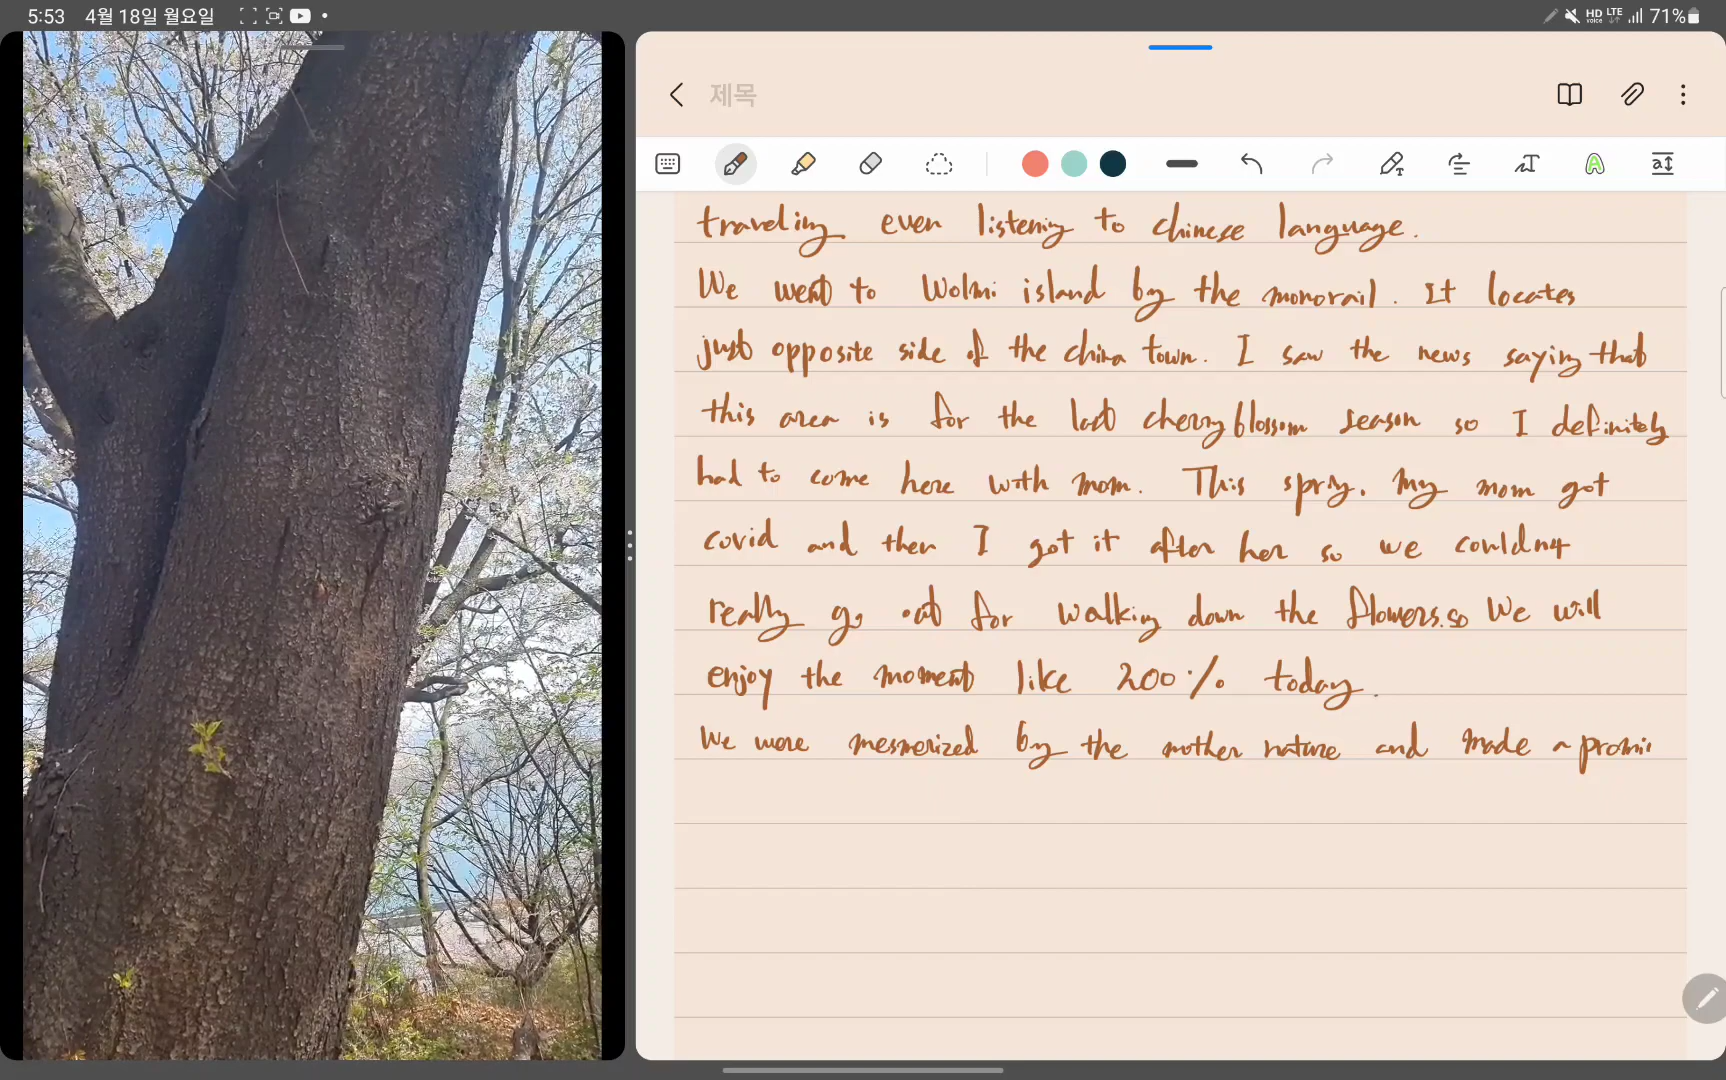 5:53 4월 18일 월요일
HD voice LTE 71%
제목
traveling even listening to chinese language.
We went to Wolmi island by the monorail. It locates
just opposite side of the china town. I saw the news saying that
this area is for the last cherry blossom season so I definitely
had to come here with mom. This spring, my mom got
covid and then I got it after her so we couldn't
really go out for walking down the flowers. so We will
enjoy the moment like 200% today.
We were mesmerized by the mother nature and made a promi